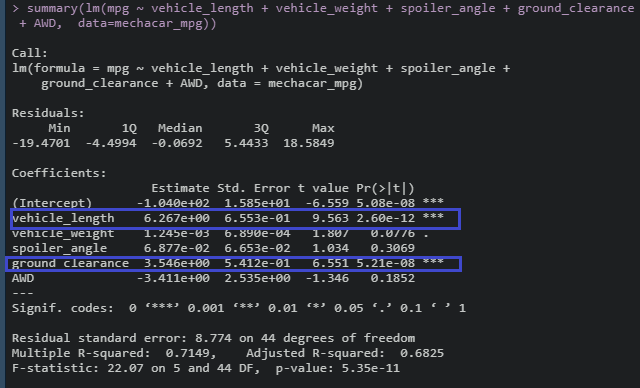 > summary(lm(mpg ~ vehicle_length + vehicle_weight + spoiler_angle + ground_clearance
+ AWD,  data=mechacar_mpg))
Call:
lm(formula = mpg ~ vehicle_length + vehicle_weight + spoiler_angle +
    ground_clearance + AWD, data = mechacar_mpg)
Residuals:
     Min       1Q   Median       3Q      Max
-19.4701  -4.4994  -0.0692   5.4433  18.5849
Coefficients:
                   Estimate Std. Error t value Pr(>|t|)
(Intercept)      -1.040e+02  1.585e+01  -6.559 5.08e-08 ***
vehicle_length    6.267e+00  6.553e-01   9.563 2.60e-12 ***
vehicle_weight    1.245e-03  6.890e-04   1.807   0.0776 .
spoiler_angle     6.877e-02  6.653e-02   1.034   0.3069
ground_clearance  3.546e+00  5.412e-01   6.551 5.21e-08 ***
AWD              -3.411e+00  2.535e+00  -1.346   0.1852
---
Signif. codes:  0 ‘***’ 0.001 ‘**’ 0.01 ‘*’ 0.05 ‘.’ 0.1 ‘ ’ 1
Residual standard error: 8.774 on 44 degrees of freedom
Multiple R-squared:  0.7149,    Adjusted R-squared:  0.6825
F-statistic: 22.07 on 5 and 44 DF,  p-value: 5.35e-11